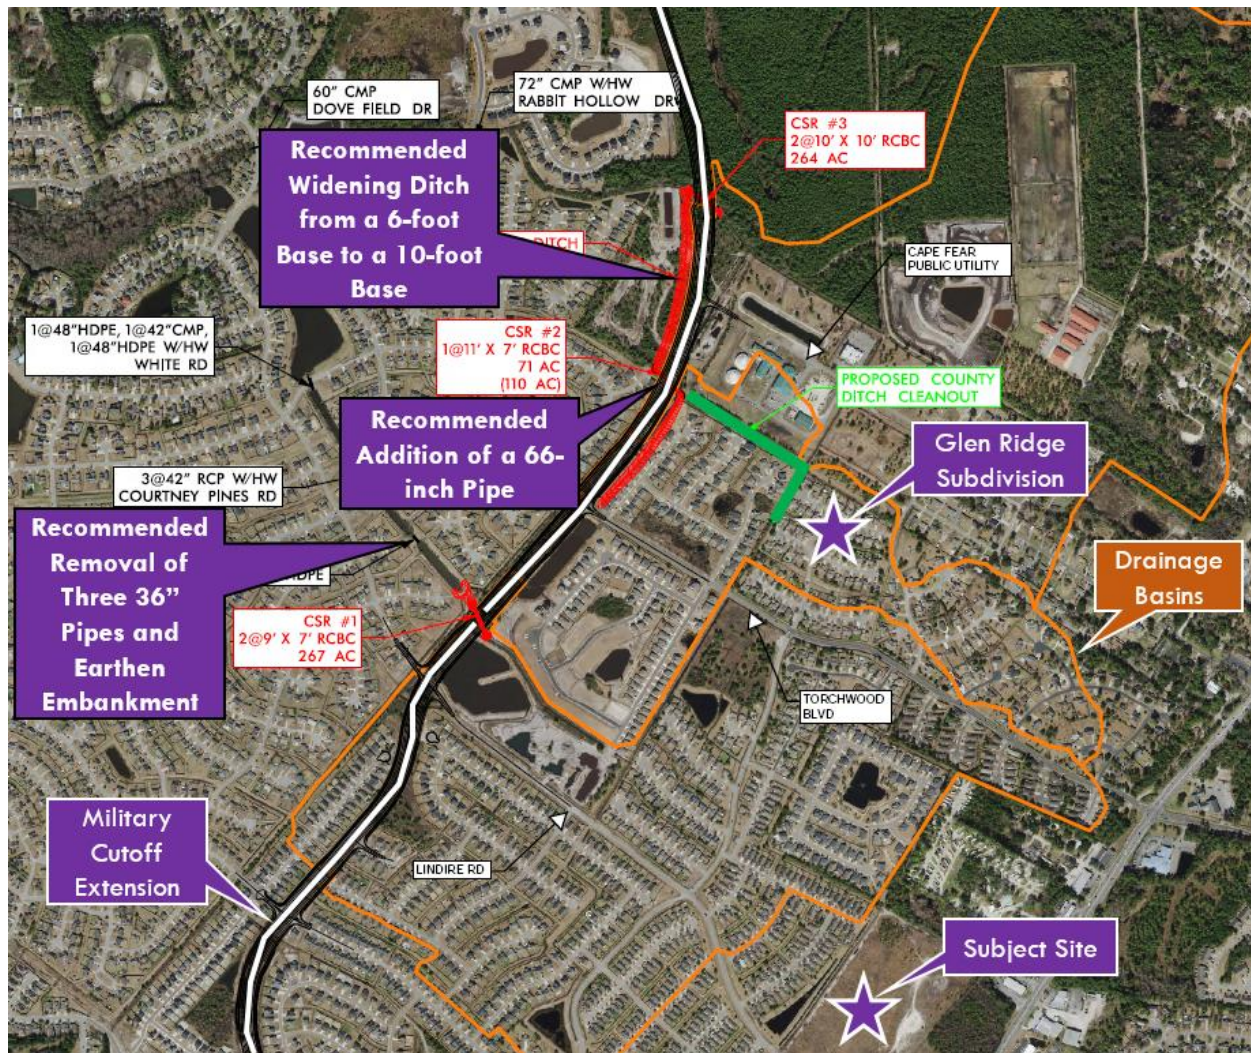 60" CMP
DOVE FIELD DR
72" CMP W/HW
RABBIT HOLLOW DR
CSR #3
2@10' X 10' RCBC
264 AC
Recommended
Widening Ditch
from a 6-foot
Base to a 10-foot
Base
DITCH
CAPE FEAR
PUBLIC UTILITY
1@48"HDPE, 1@42"CMP,
1@48"HDPE W/HW
WHITE RD
CSR #2
1@11' X 7' RCBC
71 AC
(110 AC)
PROPOSED COUNTY
DITCH CLEANOUT
Recommended
Addition of a 66-
inch Pipe
Glen Ridge
Subdivision
3@42" RCP W/HW
COURTNEY PINES RD
Recommended
Removal of
Three 36"
Pipes and
Earthen
Embankment
Drainage
Basins
CSR #1
2@9' X 7' RCBC
267 AC
TORCHWOOD
BLVD
Military
Cutoff
Extension
LINDIRE RD
Subject Site